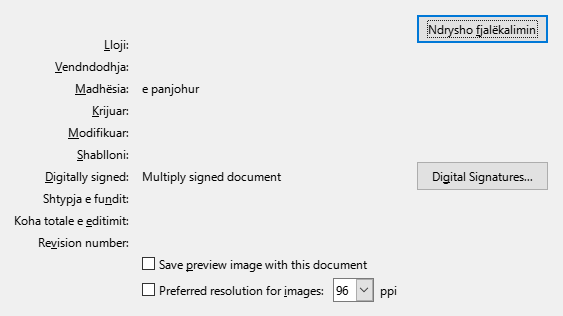 Ndrysho fjalëkalimin
Lloji:
Vendndodhja:
Madhësia: e panjohur
Krijuar:
Modifikuar:
Shablloni:
Digitally signed: Multiply signed document Digital Signatures...
Shtypja e fundit:
Koha totale e editimit:
Revision number:
Save preview image with this document
Preferred resolution for images: 96 ppi